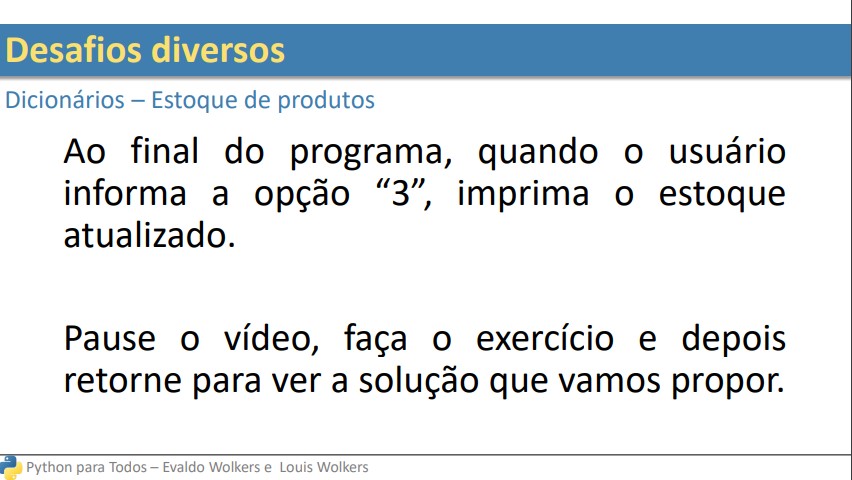 Desafios diversos
Dicionários – Estoque de produtos
Ao final do programa, quando o usuário
informa a opção “3”, imprima o estoque
atualizado.
Pause o vídeo, faça o exercício e depois
retorne para ver a solução que vamos propor.
Python para Todos – Evaldo Wolkers e Louis Wolkers